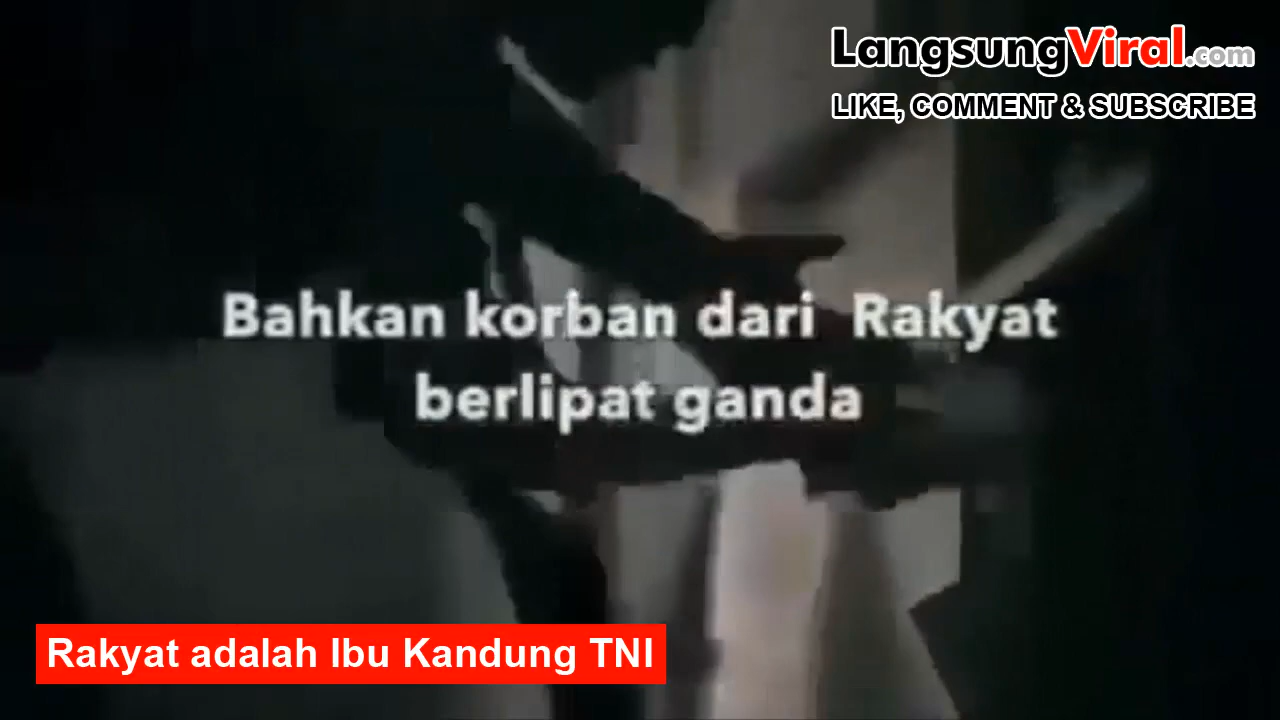 LangsungViral.com
LIKE, COMMENT & SUBSCRIBE
Bahkan korban dari Rakyat
berlipat ganda
Rakyat adalah Ibu Kandung TNI